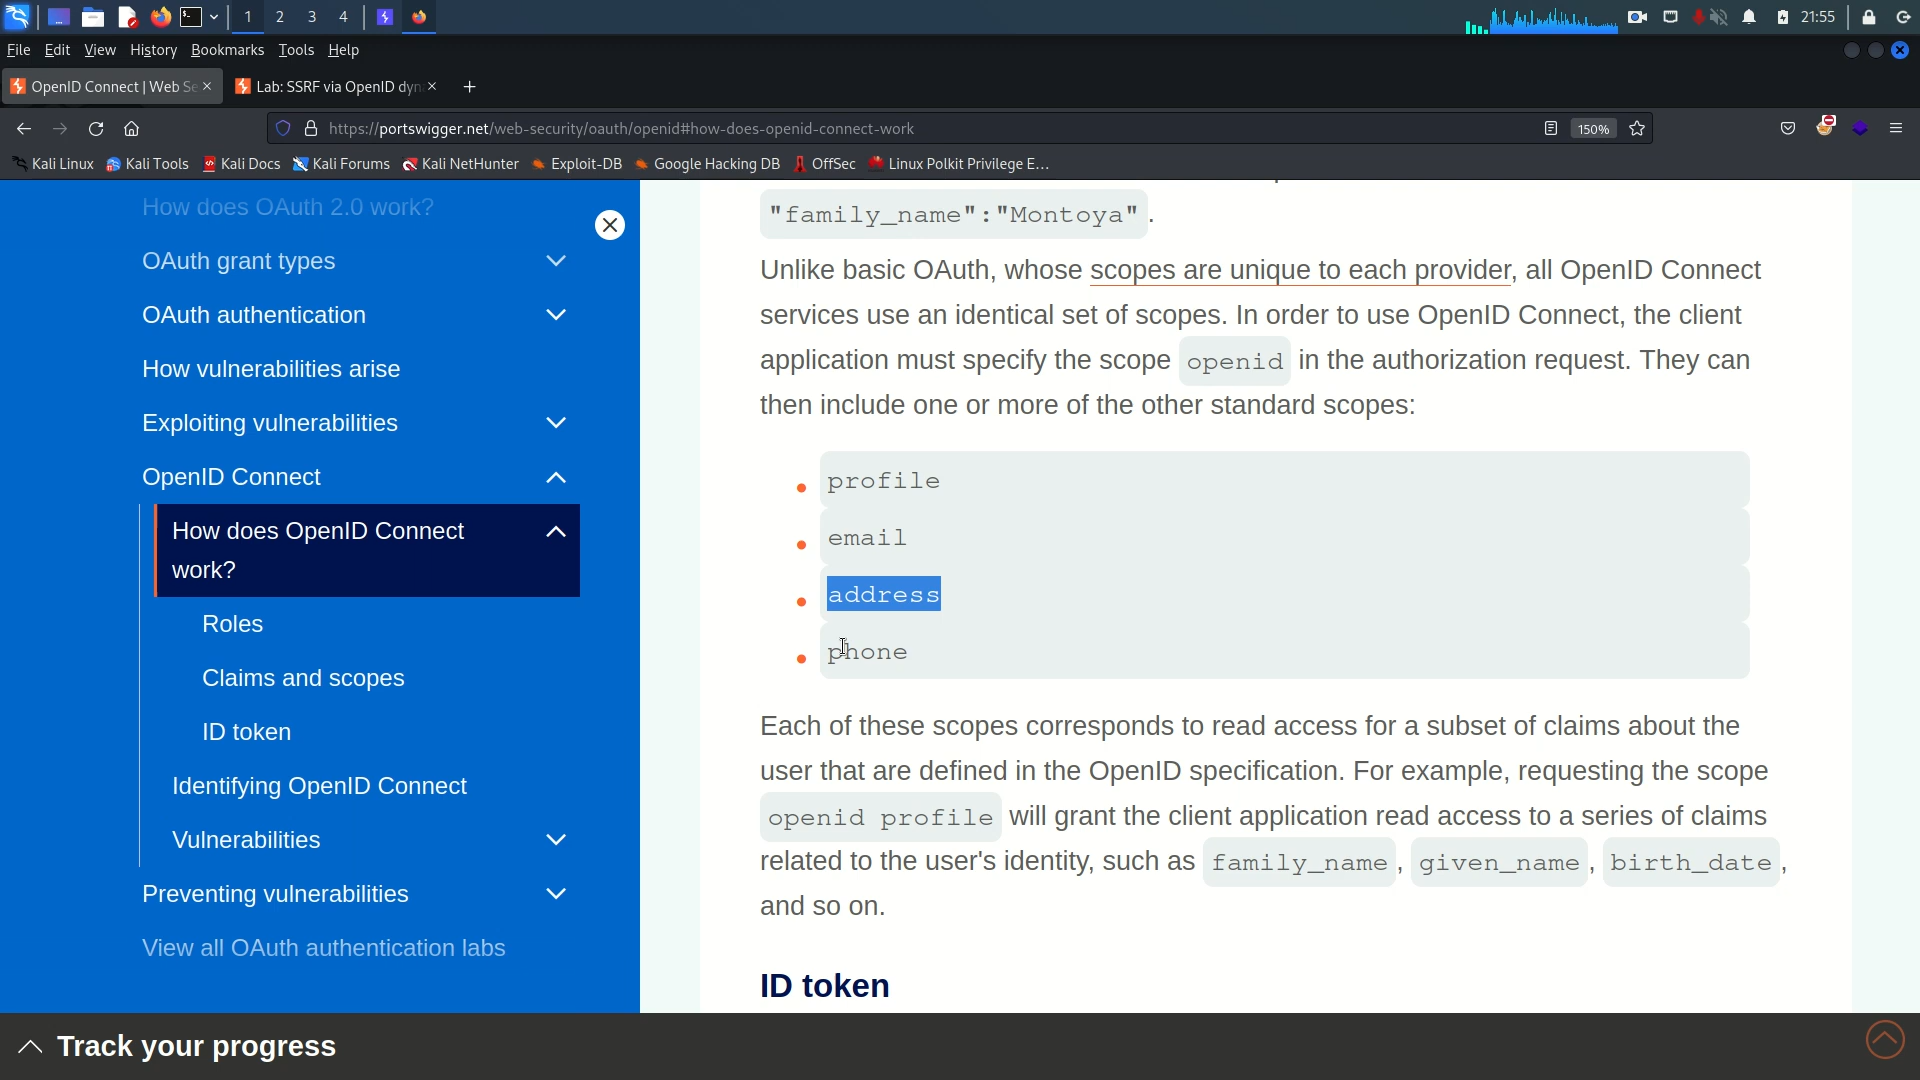 1 2 3 4 21:55
File Edit View History Bookmarks Tools Help
OpenID Connect | Web Se Lab: SSRF via OpenID dyn
https://portswigger.net/web-security/oauth/openid#how-does-openid-connect-work 150%
Kali Linux Kali Tools Kali Docs Kali Forums Kali NetHunter Exploit-DB Google Hacking DB OffSec Linux Polkit Privilege E...
How does OAuth 2.0 work?
OAuth grant types
OAuth authentication
How vulnerabilities arise
Exploiting vulnerabilities
OpenID Connect
How does OpenID Connect
work?
Roles
Claims and scopes
ID token
Identifying OpenID Connect
Vulnerabilities
Preventing vulnerabilities
View all OAuth authentication labs
"family_name":"Montoya" .
Unlike basic OAuth, whose scopes are unique to each provider, all OpenID Connect
services use an identical set of scopes. In order to use OpenID Connect, the client
application must specify the scope openid in the authorization request. They can
then include one or more of the other standard scopes:
profile
email
address
phone
Each of these scopes corresponds to read access for a subset of claims about the
user that are defined in the OpenID specification. For example, requesting the scope
openid profile will grant the client application read access to a series of claims
related to the user's identity, such as family_name , given_name , birth_date ,
and so on.
ID token
Track your progress